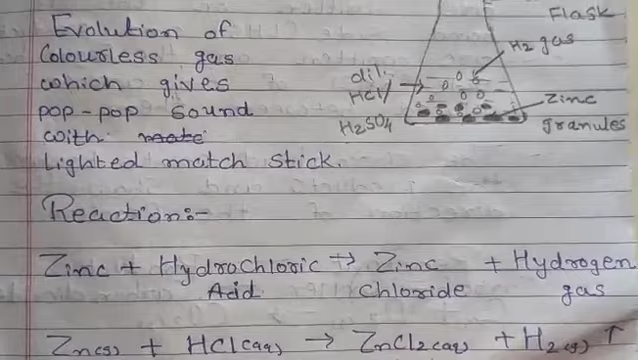 Evolution of
Colourless gas
which gives
pop-pop sound
with
Lighted match stick.
Flask
H2 gas
dil.
HCl/
H2SO4
Zinc
granules
Reaction:-
Zinc + Hydrochloric → Zinc + Hydrogen
Acid chloride gas
Zn(s) + HCl(aq) → ZnCl2(aq) + H2(g) ↑